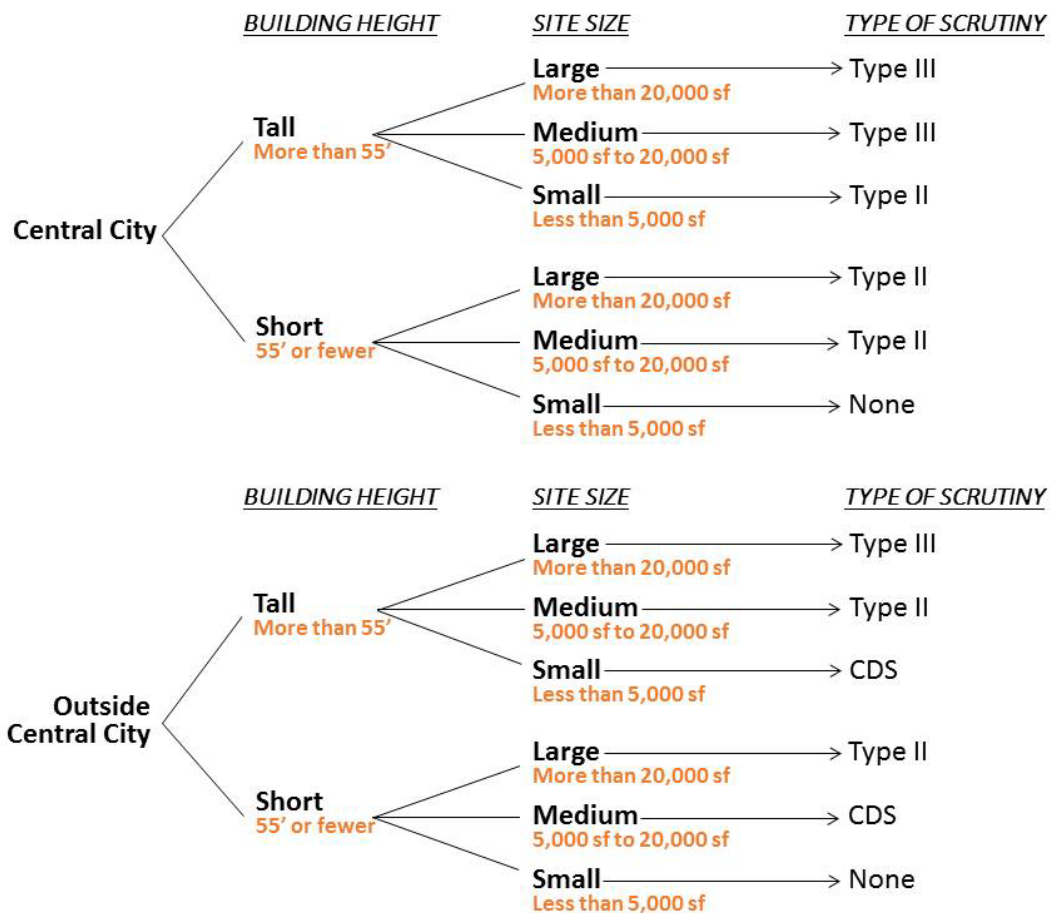 BUILDING HEIGHT SITE SIZE TYPE OF SCRUTINY
Large Type III
More than 20,000 sf
Tall Medium Type III
More than 55' 5,000 sf to 20,000 sf
Small Type II
Less than 5,000 sf
Central City
Large Type II
More than 20,000 sf
Short Medium Type II
55' or fewer 5,000 sf to 20,000 sf
Small None
Less than 5,000 sf
BUILDING HEIGHT SITE SIZE TYPE OF SCRUTINY
Large Type III
More than 20,000 sf
Tall Medium Type II
More than 55' 5,000 sf to 20,000 sf
Small CDS
Less than 5,000 sf
Outside
Central City
Large Type II
More than 20,000 sf
Short Medium CDS
55' or fewer 5,000 sf to 20,000 sf
Small None
Less than 5,000 sf